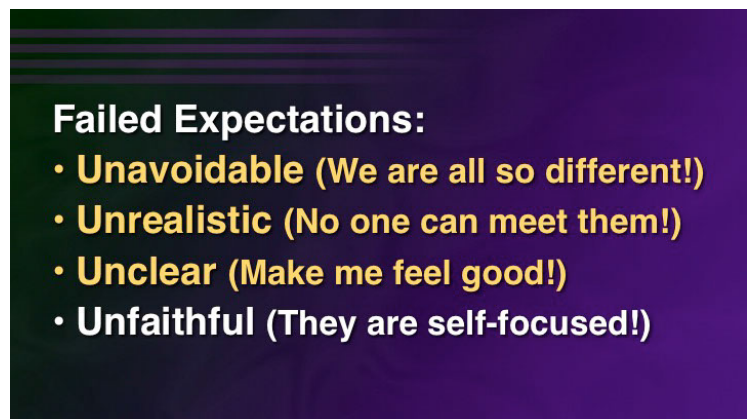 Failed Expectations:
• Unavoidable (We are all so different!)
• Unrealistic (No one can meet them!)
• Unclear (Make me feel good!)
• Unfaithful (They are self-focused!)